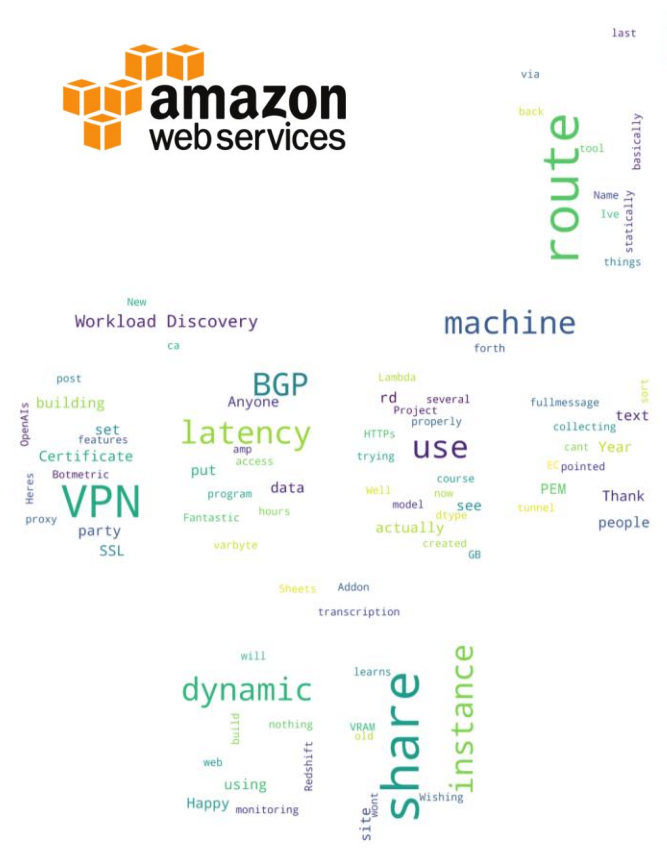 last
via
amazon
web services
back
route
tool
basically
Name
Ive
statically
things
New
Workload Discovery
machine
ca
forth
post
BGP
Lambda
sort
OpenAIs
building
Anyone
rd
several
fullmessage
Project
text
set
latency
properly
collecting
features
amp
HTTPs
use
cant
Year
Certificate
access
trying
EC
pointed
Botmetric
put
course
Heres
VPN
program
data
Well
now
PEM
Thank
model
see
tunnel
proxy
Fantastic
hours
dtype
people
party
actually
SSL
varbyte
created
GB
Sheets
Addon
transcription
will
learns
instance
dynamic
share
build
nothing
VRAM
old
web
Redshift
using
Happy
monitoring
wont
Wishing
site